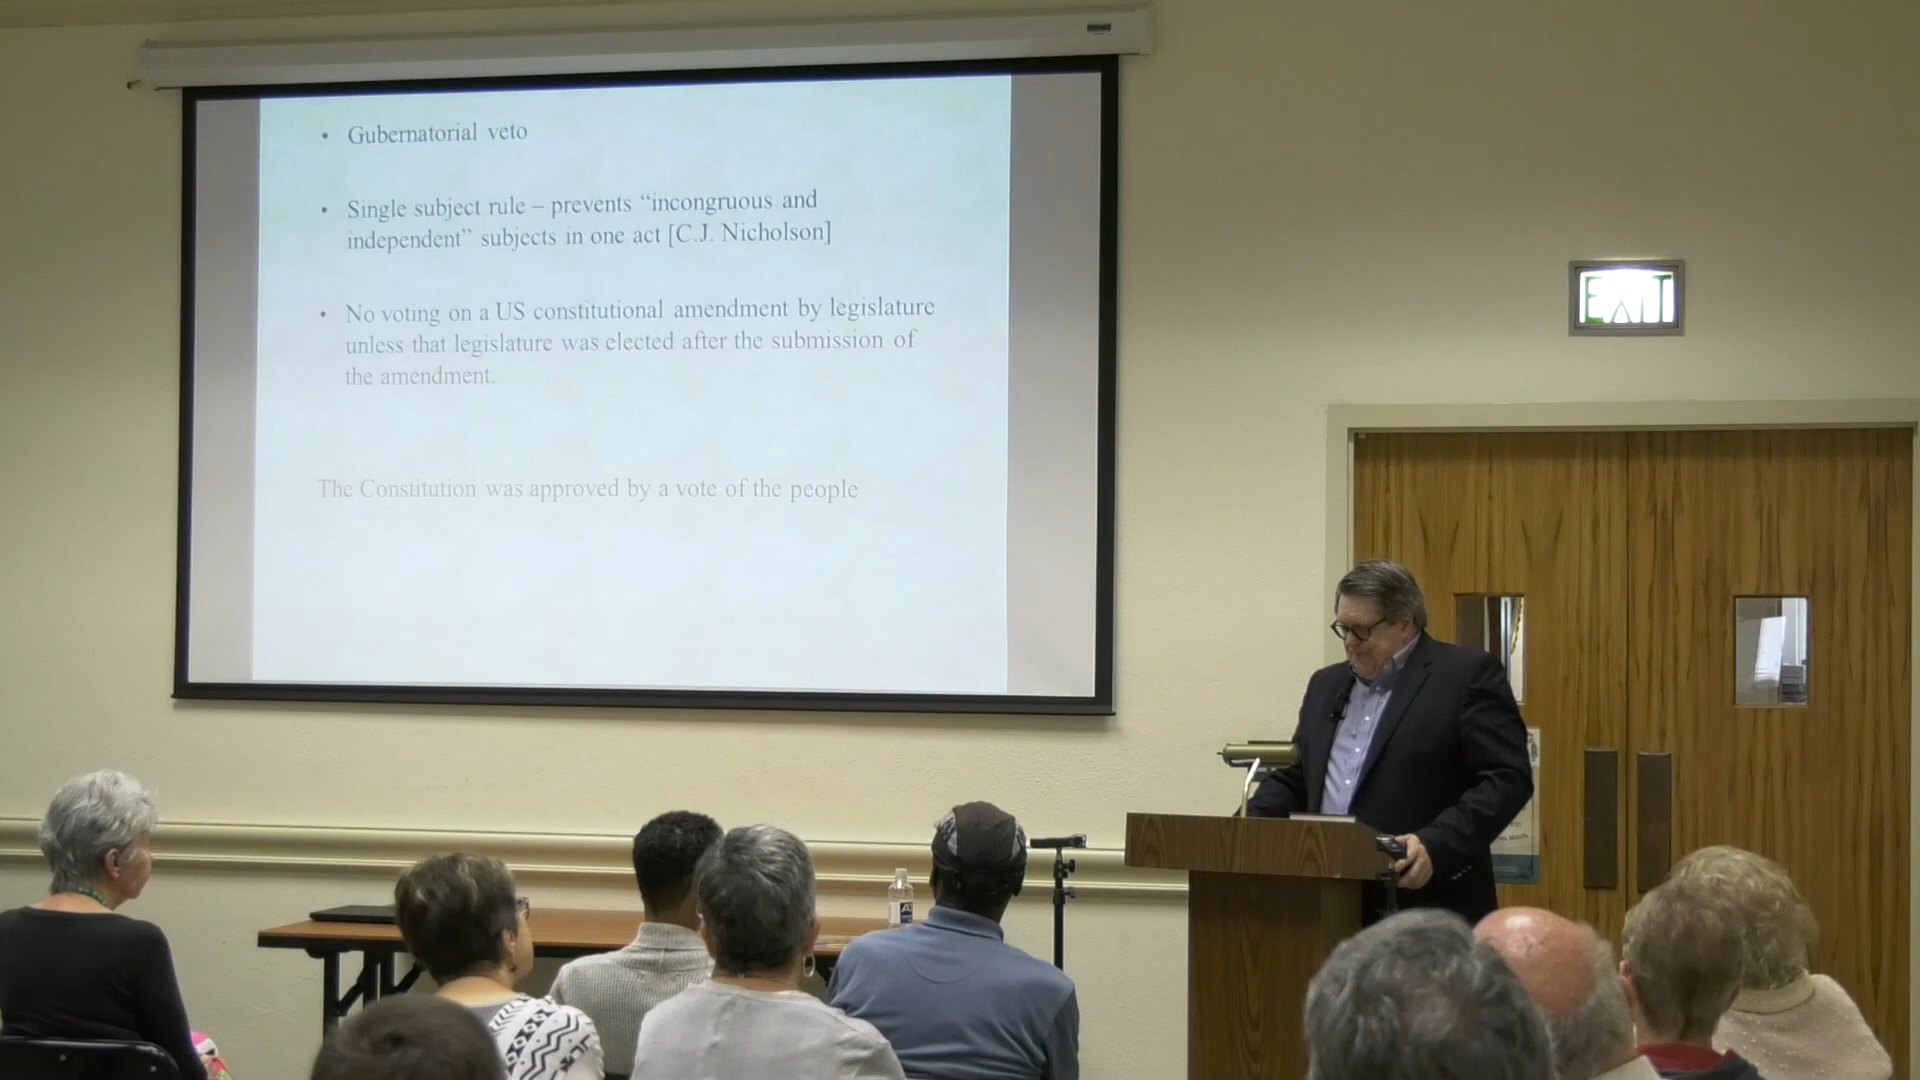 • Gubernatorial veto
• Single subject rule – prevents “incongruous and
independent” subjects in one act [C.J. Nicholson]
• No voting on a US constitutional amendment by legislature
unless that legislature was elected after the submission of
the amendment.
The Constitution was approved by a vote of the people
EXIT